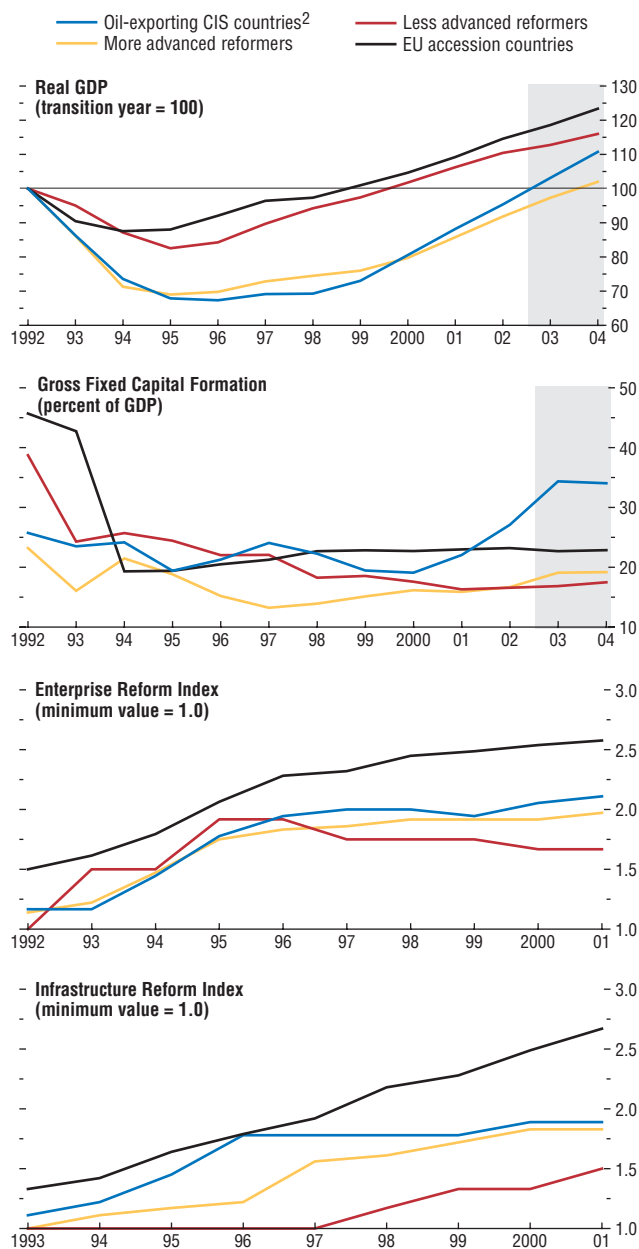 Oil-exporting CIS countries2
Less advanced reformers
More advanced reformers
EU accession countries
Real GDP
(transition year = 100)
130
120
110
100
90
80
70
60
1992 93 94 95 96 97 98 99 2000 01 02 03 04
Gross Fixed Capital Formation
(percent of GDP)
50
40
30
20
10
1992 93 94 95 96 97 98 99 2000 01 02 03 04
Enterprise Reform Index
(minimum value = 1.0)
3.0
2.5
2.0
1.5
1.0
1992 93 94 95 96 97 98 99 2000 01
Infrastructure Reform Index
(minimum value = 1.0)
3.0
2.5
2.0
1.5
1.0
1993 94 95 96 97 98 99 2000 01